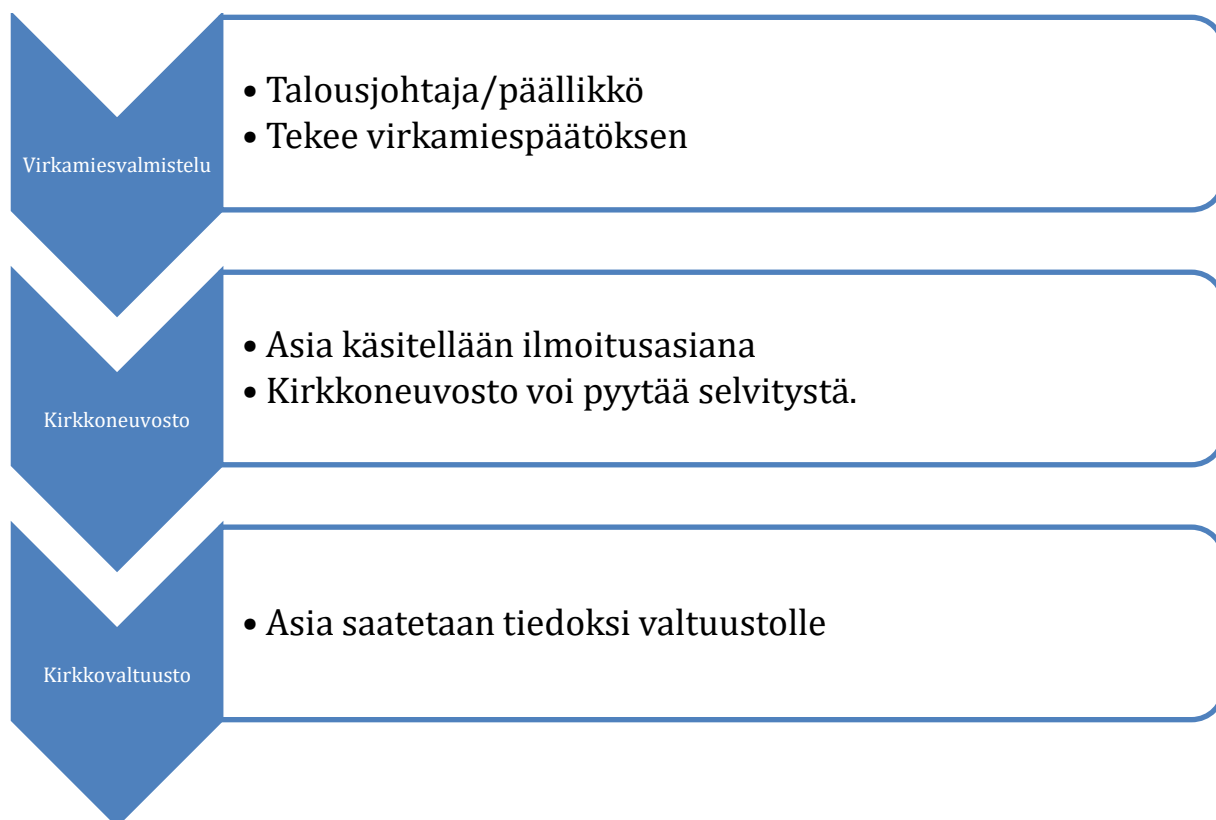 Virkamiesvalmistelu
• Talousjohtaja/päällikkö
• Tekee virkamiespäätöksen
Kirkkoneuvosto
• Asia käsitellään ilmoitusasiana
• Kirkkoneuvosto voi pyytää selvitystä.
Kirkkovaltuusto
• Asia saatetaan tiedoksi valtuustolle